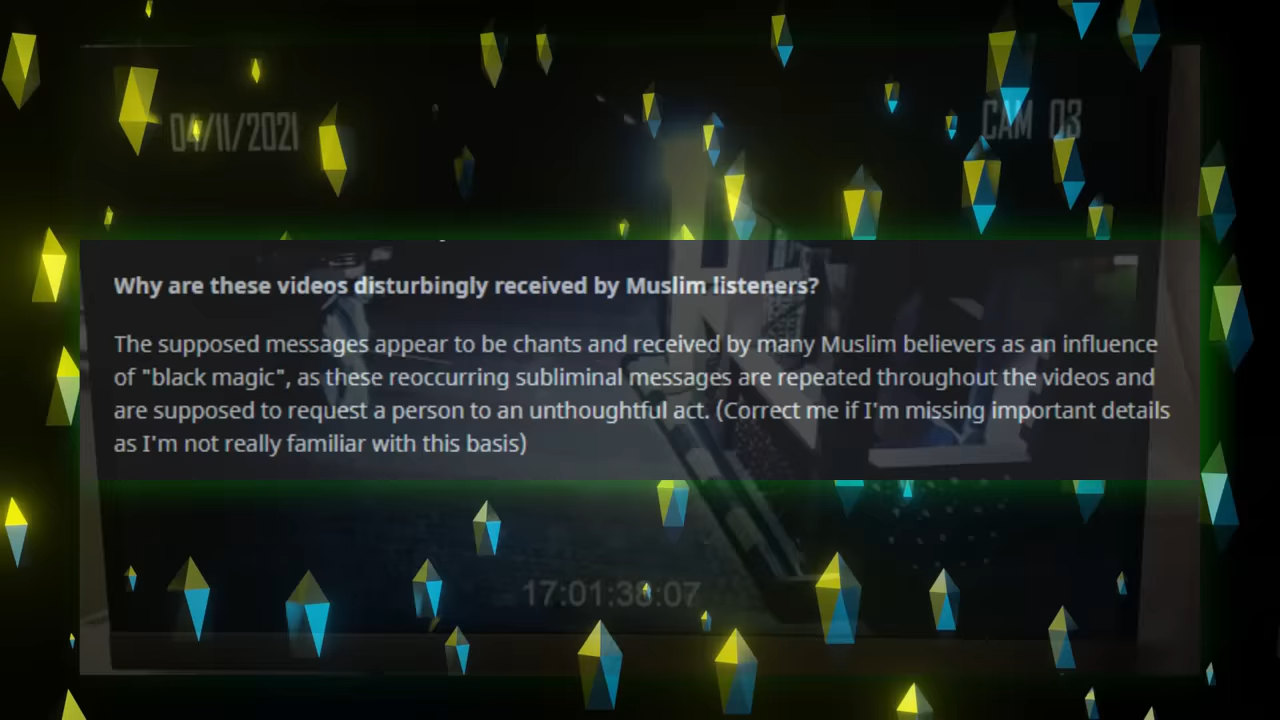 04/11/2021
CAM 03
Why are these videos disturbingly received by Muslim listeners?
The supposed messages appear to be chants and received by many Muslim believers as an influence
of "black magic", as these reoccurring subliminal messages are repeated throughout the videos and
are supposed to request a person to an unthoughtful act. (Correct me if I'm missing important details
as I'm not really familiar with this basis)
17:01:38:07